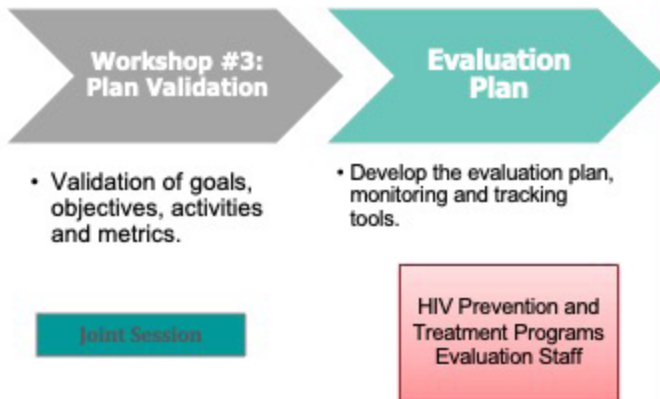 Workshop #3:
Plan Validation
Evaluation
Plan
• Validation of goals,
objectives, activities
and metrics.
• Develop the evaluation plan,
monitoring and tracking
tools.
Joint Session
HIV Prevention and
Treatment Programs
Evaluation Staff